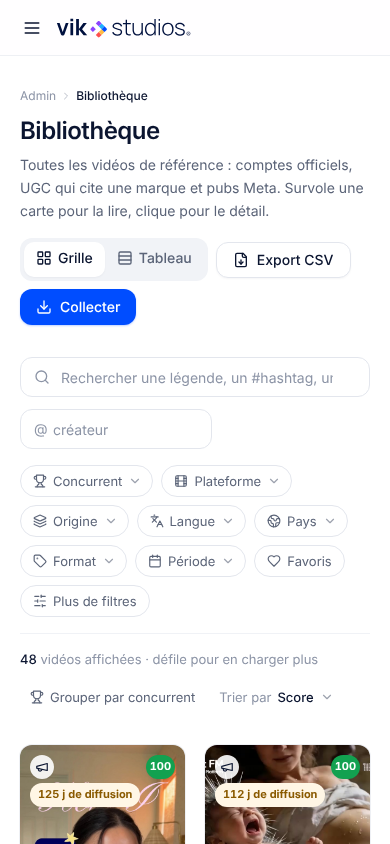 vik studios®
Admin > Bibliothèque
Bibliothèque
Toutes les vidéos de référence : comptes officiels,
UGC qui cite une marque et pubs Meta. Survole une
carte pour la lire, clique pour le détail.
Grille Tableau Export CSV
Collecter
Rechercher une légende, un #hashtag, ur
@ créateur
Concurrent Plateforme
Origine Langue Pays
Format Période Favoris
Plus de filtres
48 vidéos affichées · défile pour en charger plus
Grouper par concurrent Trier par Score
100 100
125 j de diffusion 112 j de diffusion